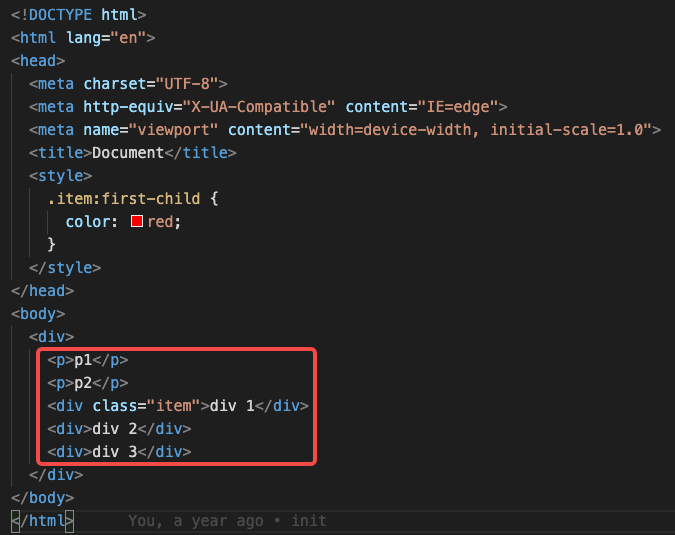 <!DOCTYPE html>
<html lang="en">
<head>
  <meta charset="UTF-8">
  <meta http-equiv="X-UA-Compatible" content="IE=edge">
  <meta name="viewport" content="width=device-width, initial-scale=1.0">
  <title>Document</title>
  <style>
    .item:first-child {
      color: red;
    }
  </style>
</head>
<body>
  <div>
    <p>p1</p>
    <p>p2</p>
    <div class="item">div 1</div>
    <div>div 2</div>
    <div>div 3</div>
  </div>
</body>
</html>      You, a year ago • init